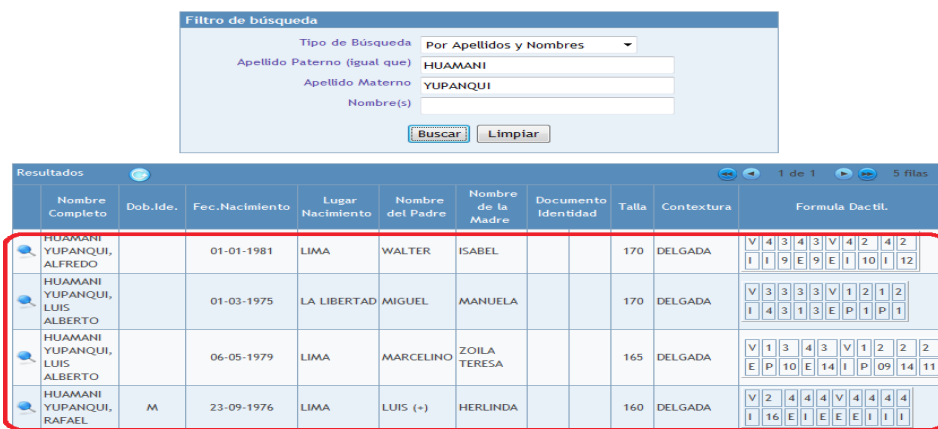 Filtro de búsqueda
Tipo de Búsqueda Por Apellidos y Nombres
Apellido Paterno (igual que) HUAMANI
Apellido Materno YUPANQUI
Nombre(s)
Buscar Limpiar
Resultados 1 de 1 5 filas
Nombre Completo Dob.Ide. Fec.Nacimiento Lugar Nacimiento Nombre del Padre Nombre de la Madre Documento Identidad Talla Contextura Formula Dactil.
HUAMANI YUPANQUI, ALFREDO 01-01-1981 LIMA WALTER ISABEL 170 DELGADA
V 4 3 4 3 V 4 2 4 2
I I 9 E 9 E I 10 I 12
HUAMANI YUPANQUI, LUIS ALBERTO 01-03-1975 LA LIBERTAD MIGUEL MANUELA 170 DELGADA
V 3 3 3 3 V 1 2 1 2
I 4 3 1 3 E P 1 P 1
HUAMANI YUPANQUI, LUIS ALBERTO 06-05-1979 LIMA MARCELINO ZOILA TERESA 165 DELGADA
V 1 3 4 3 V 1 2 2 2
E P 10 E 14 I P 09 14 11
HUAMANI YUPANQUI, RAFAEL M 23-09-1976 LIMA LUIS (+) HERLINDA 160 DELGADA
V 2 4 4 4 V 4 4 4 4
I 16 E I E E E I I I